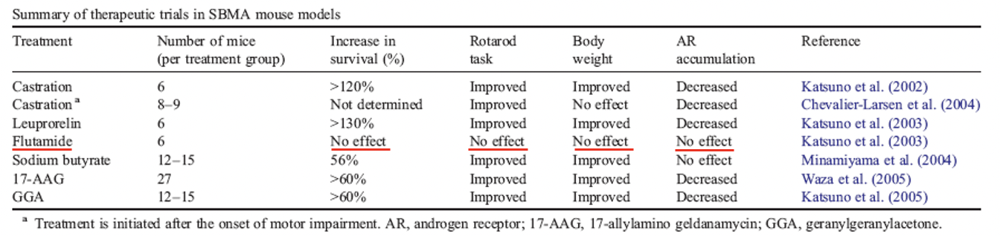 Summary of therapeutic trials in SBMA mouse models
Treatment Number of mice (per treatment group) Increase in survival (%) Rotarod task Body weight AR accumulation Reference
Castration 6 >120% Improved Improved Decreased Katsuno et al. (2002)
Castration a 8–9 Not determined Improved No effect Decreased Chevalier-Larsen et al. (2004)
Leuprorelin 6 >130% Improved Improved Decreased Katsuno et al. (2003)
Flutamide 6 No effect No effect No effect No effect Katsuno et al. (2003)
Sodium butyrate 12–15 56% Improved Improved No effect Minamiyama et al. (2004)
17-AAG 27 >60% Improved Improved Decreased Waza et al. (2005)
GGA 12–15 >60% Improved Improved Decreased Katsuno et al. (2005)
a Treatment is initiated after the onset of motor impairment. AR, androgen receptor; 17-AAG, 17-allylamino geldanamycin; GGA, geranylgeranylacetone.